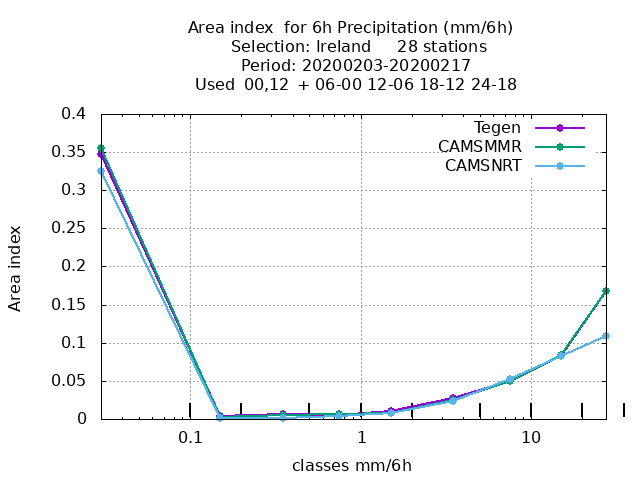 Area index  for 6h Precipitation (mm/6h)
Selection: Ireland     28 stations
Period: 20200203-20200217
Used  00,12  + 06-00 12-06 18-12 24-18
0.4
0.35
0.3
0.25
0.2
0.15
0.1
0.05
0
Area index
Tegen
CAMSMMR
CAMSNRT
0.1 1 10
classes mm/6h